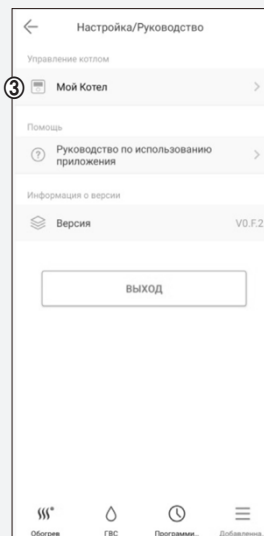 Настройка/Руководство
Управление котлом
③ Мой Котел
Помощь
Руководство по использованию
приложения
Информация о версии
Версия V0.F.2
ВЫХОД
Обогрев ГВС Программи... Добавленна...